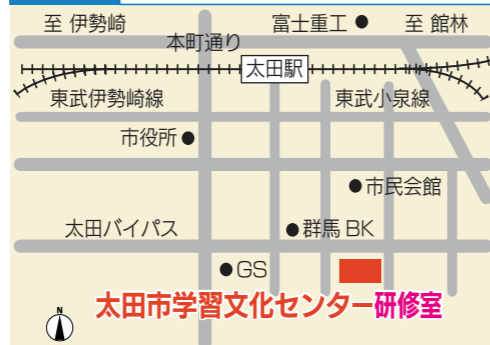 至 伊勢崎
富士重工
至 館林
本町通り
太田駅
東武伊勢崎線
東武小泉線
市役所
市民会館
太田バイパス
群馬 BK
GS
太田市学習文化センター研修室
N